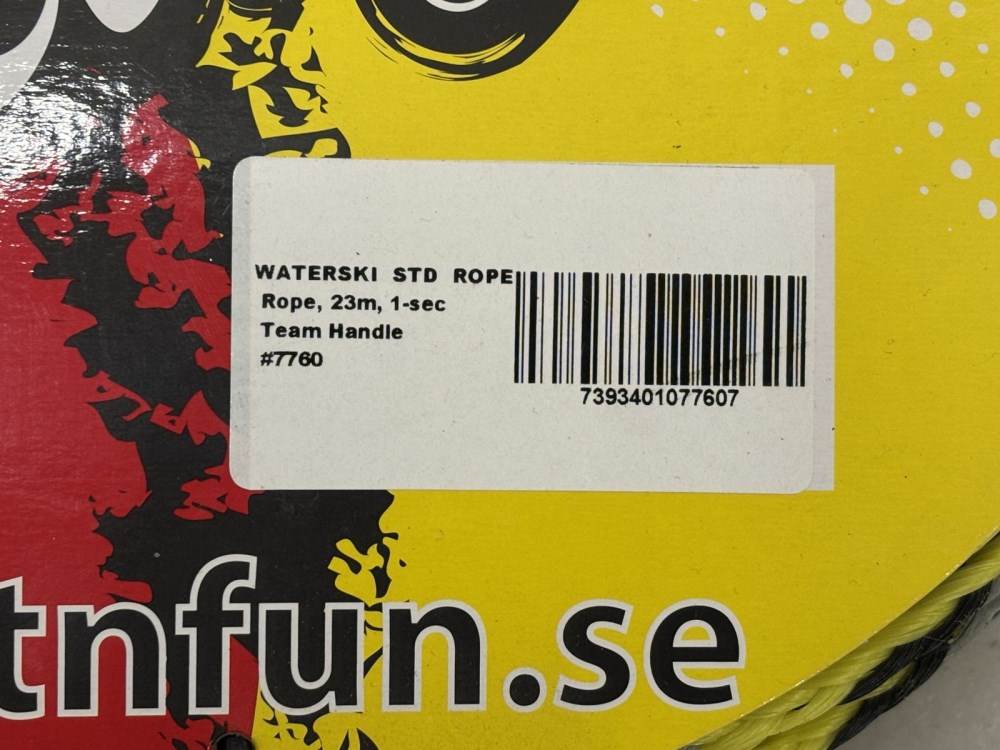 WATERSKI STD ROPE
Rope, 23m, 1-sec
Team Handle
#7760
7393401077607
tnfun.se